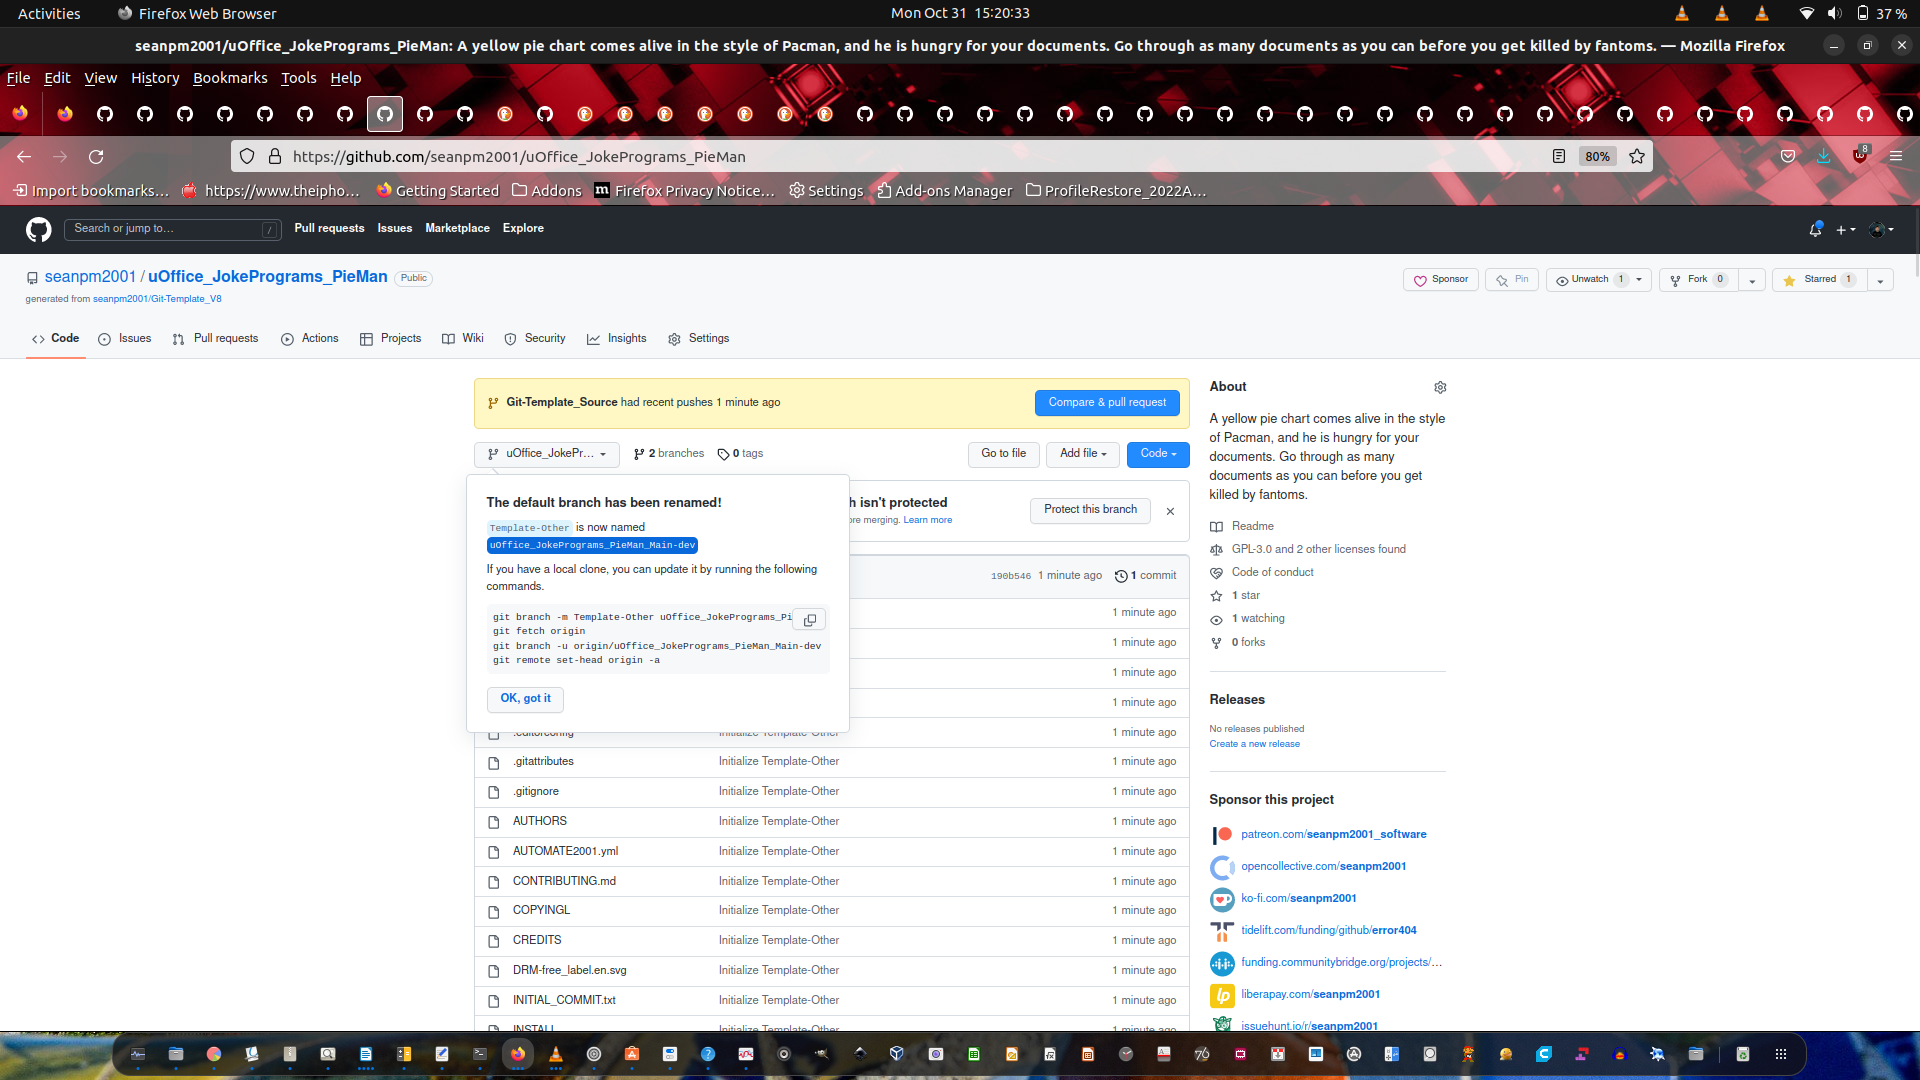 Activities
Firefox Web Browser
Mon Oct 31 15:20:33
37 %
seanpm2001/uOffice_JokePrograms_PieMan: A yellow pie chart comes alive in the style of Pacman, and he is hungry for your documents. Go through as many documents as you can before you get killed by fantoms. — Mozilla Firefox
File Edit View History Bookmarks Tools Help
https://github.com/seanpm2001/uOffice_JokePrograms_PieMan
80%
8
Import bookmarks…
https://www.theipho…
Getting Started
Addons
Firefox Privacy Notice…
Settings
Add-ons Manager
ProfileRestore_2022A…
Search or jump to…
/
Pull requests Issues Marketplace Explore
seanpm2001 / uOffice_JokePrograms_PieMan Public
generated from seanpm2001/Git-Template_V8
Sponsor
Pin
Unwatch 1
Fork 0
Starred 1
Code Issues Pull requests Actions Projects Wiki Security Insights Settings
Git-Template_Source had recent pushes 1 minute ago
Compare & pull request
uOffice_JokePr…
2 branches
0 tags
Go to file
Add file
Code
The default branch has been renamed!
Template-Other is now named
uOffice_JokePrograms_PieMan_Main-dev
If you have a local clone, you can update it by running the following
commands.
git branch -m Template-Other uOffice_JokePrograms_Pi
git fetch origin
git branch -u origin/uOffice_JokePrograms_PieMan_Main-dev
git remote set-head origin -a
OK, got it
h isn't protected
ore merging. Learn more
Protect this branch
190b546 1 minute ago 1 commit
1 minute ago
1 minute ago
1 minute ago
1 minute ago
.editorconfig Initialize Template-Other 1 minute ago
.gitattributes Initialize Template-Other 1 minute ago
.gitignore Initialize Template-Other 1 minute ago
AUTHORS Initialize Template-Other 1 minute ago
AUTOMATE2001.yml Initialize Template-Other 1 minute ago
CONTRIBUTING.md Initialize Template-Other 1 minute ago
COPYINGL Initialize Template-Other 1 minute ago
CREDITS Initialize Template-Other 1 minute ago
DRM-free_label.en.svg Initialize Template-Other 1 minute ago
INITIAL_COMMIT.txt Initialize Template-Other 1 minute ago
INSTALL Initialize Template-Other 1 minute ago
About
A yellow pie chart comes alive in the style
of Pacman, and he is hungry for your
documents. Go through as many
documents as you can before you get
killed by fantoms.
Readme
GPL-3.0 and 2 other licenses found
Code of conduct
1 star
1 watching
0 forks
Releases
No releases published
Create a new release
Sponsor this project
patreon.com/seanpm2001_software
opencollective.com/seanpm2001
ko-fi.com/seanpm2001
tidelift.com/funding/github/error404
funding.communitybridge.org/projects/…
liberapay.com/seanpm2001
issuehunt.io/r/seanpm2001